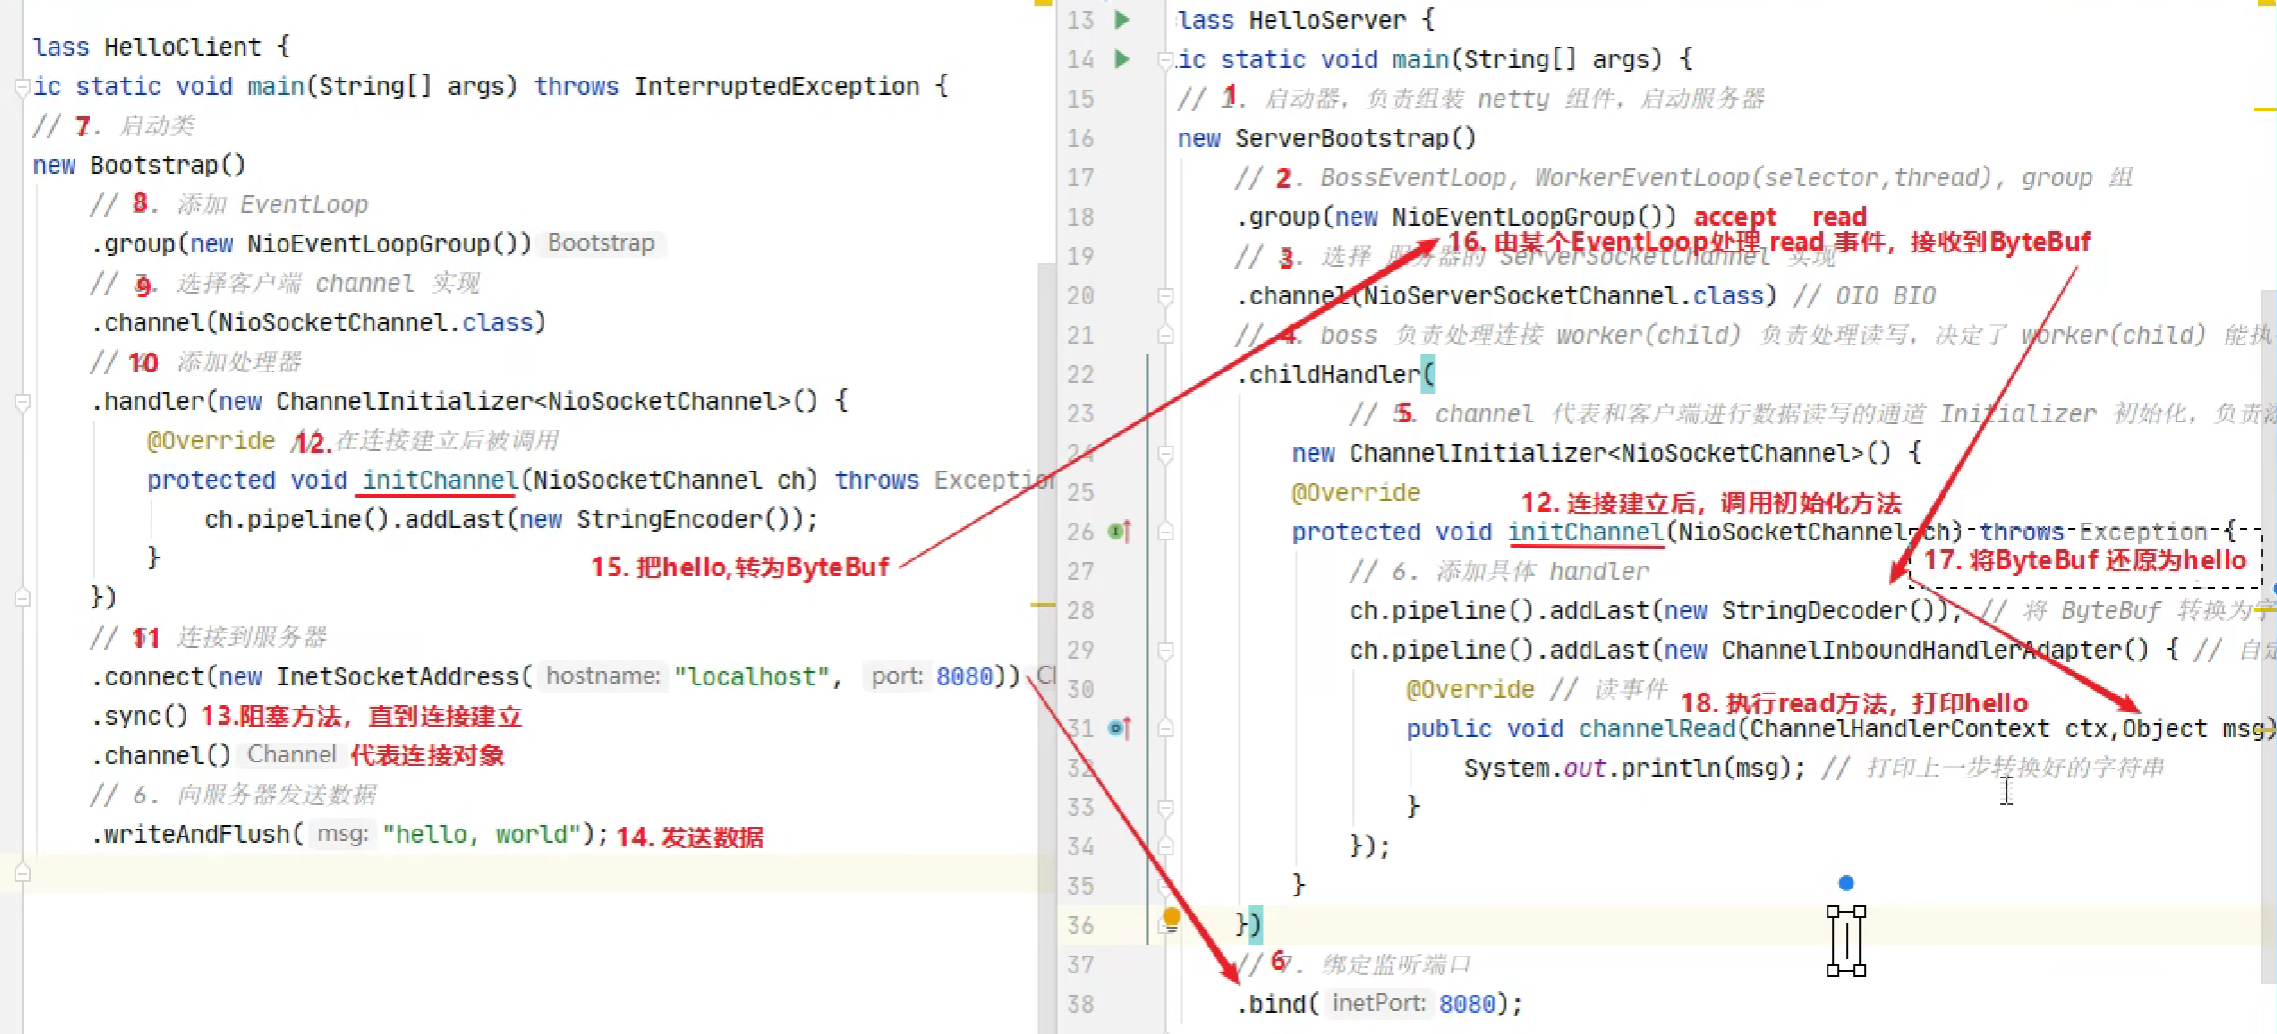 lass HelloClient {
ic static void main(String[] args) throws InterruptedException {
// 7. 启动类
new Bootstrap()
// 8. 添加 EventLoop
.group(new NioEventLoopGroup()) Bootstrap
// 9. 选择客户端 channel 实现
.channel(NioSocketChannel.class)
// 10 添加处理器
.handler(new ChannelInitializer<NioSocketChannel>() {
@Override // 12. 在连接建立后被调用
protected void initChannel(NioSocketChannel ch) throws Exception
ch.pipeline().addLast(new StringEncoder());
}
15. 把hello,转为ByteBuf
})
// 11 连接到服务器
.connect(new InetSocketAddress( hostname: "localhost", port: 8080)) Cl
.sync() 13.阻塞方法，直到连接建立
.channel() Channel 代表连接对象
// 6. 向服务器发送数据
.writeAndFlush( msg: "hello, world"); 14. 发送数据
13 lass HelloServer {
14 ic static void main(String[] args) {
15 // 1. 启动器，负责组装 netty 组件，启动服务器
16 new ServerBootstrap()
17 // 2. BossEventLoop, WorkerEventLoop(selector,thread), group 组
18 .group(new NioEventLoopGroup()) accept read
16. 由某个EventLoop处理 read 事件，接收到ByteBuf
19 // 3. 选择 服务器的 ServerSocketChannel 实现
20 .channel(NioServerSocketChannel.class) // OIO BIO
21 // 4. boss 负责处理连接 worker(child) 负责处理读写，决定了 worker(child) 能执
22 .childHandler(
23 // 5. channel 代表和客户端进行数据读写的通道 Initializer 初始化，负责添
24 new ChannelInitializer<NioSocketChannel>() {
25 @Override
12. 连接建立后，调用初始化方法
26 protected void initChannel(NioSocketChannel ch) throws Exception {
17. 将ByteBuf 还原为hello
27 // 6. 添加具体 handler
28 ch.pipeline().addLast(new StringDecoder()); // 将 ByteBuf 转换为字
29 ch.pipeline().addLast(new ChannelInboundHandlerAdapter() { // 自定
30 @Override // 读事件
18. 执行read方法，打印hello
31 public void channelRead(ChannelHandlerContext ctx,Object msg)
32 System.out.println(msg); // 打印上一步转换好的字符串
33 }
34 });
35 }
36 })
37 // 6. 绑定监听端口
38 .bind( inetPort: 8080);